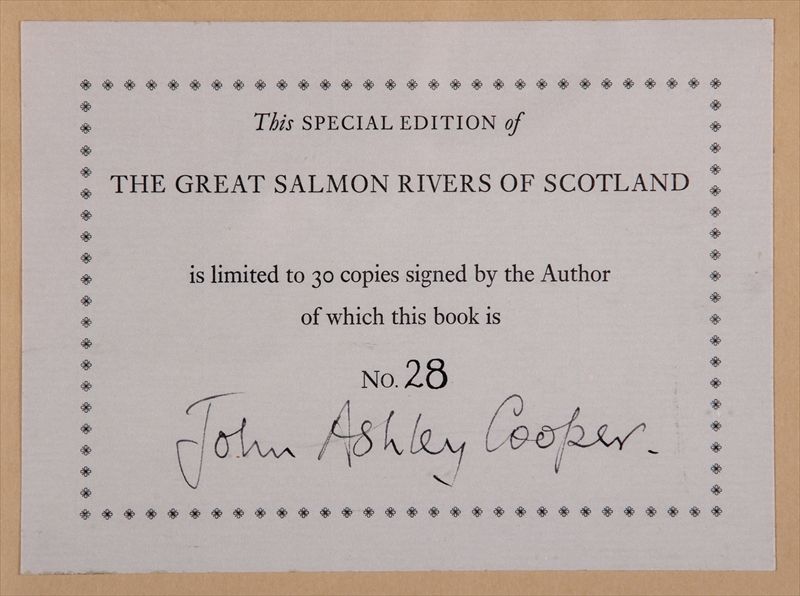 This SPECIAL EDITION of
THE GREAT SALMON RIVERS OF SCOTLAND
is limited to 30 copies signed by the Author
of which this book is
No. 28
John Ashley Cooper.